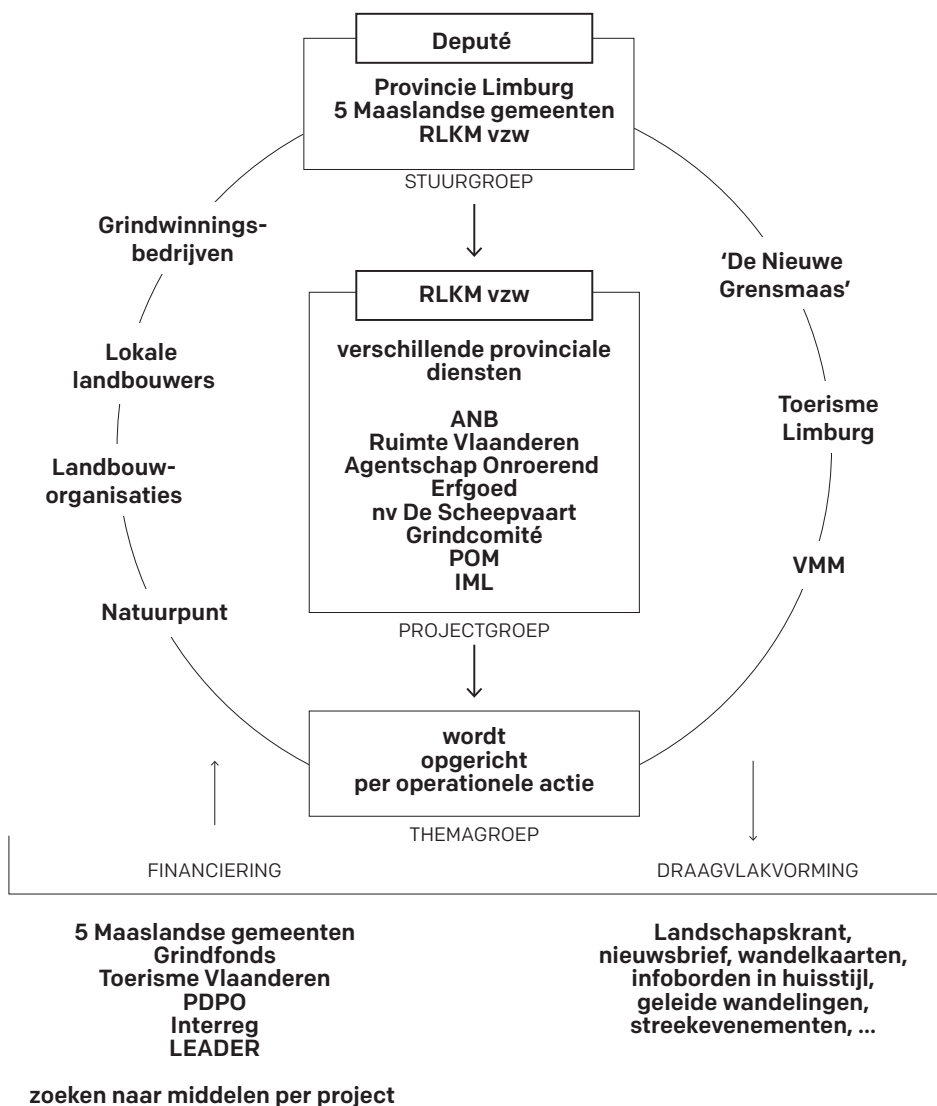 Deputé
Provincie Limburg
5 Maaslandse gemeenten
RLKM vzw
STUURGROEP
Grindwinnings-
bedrijven
Lokale
landbouwers
Landbouw-
organisaties
Natuurpunt
RLKM vzw
verschillende provinciale
diensten
ANB
Ruimte Vlaanderen
Agentschap Onroerend
Erfgoed
nv De Scheepvaart
Grindcomité
POM
IML
PROJECTGROEP
'De Nieuwe
Grensmaas'
Toerisme
Limburg
VMM
wordt
opgericht
per operationele actie
THEMAGROEP
FINANCIERING
5 Maaslandse gemeenten
Grindfonds
Toerisme Vlaanderen
PDPO
Interreg
LEADER
zoeken naar middelen per project
DRAAGVLAKVORMING
Landschapskrant,
nieuwsbrief, wandelkaarten,
infoborden in huisstijl,
geleide wandelingen,
streekevenementen, ...